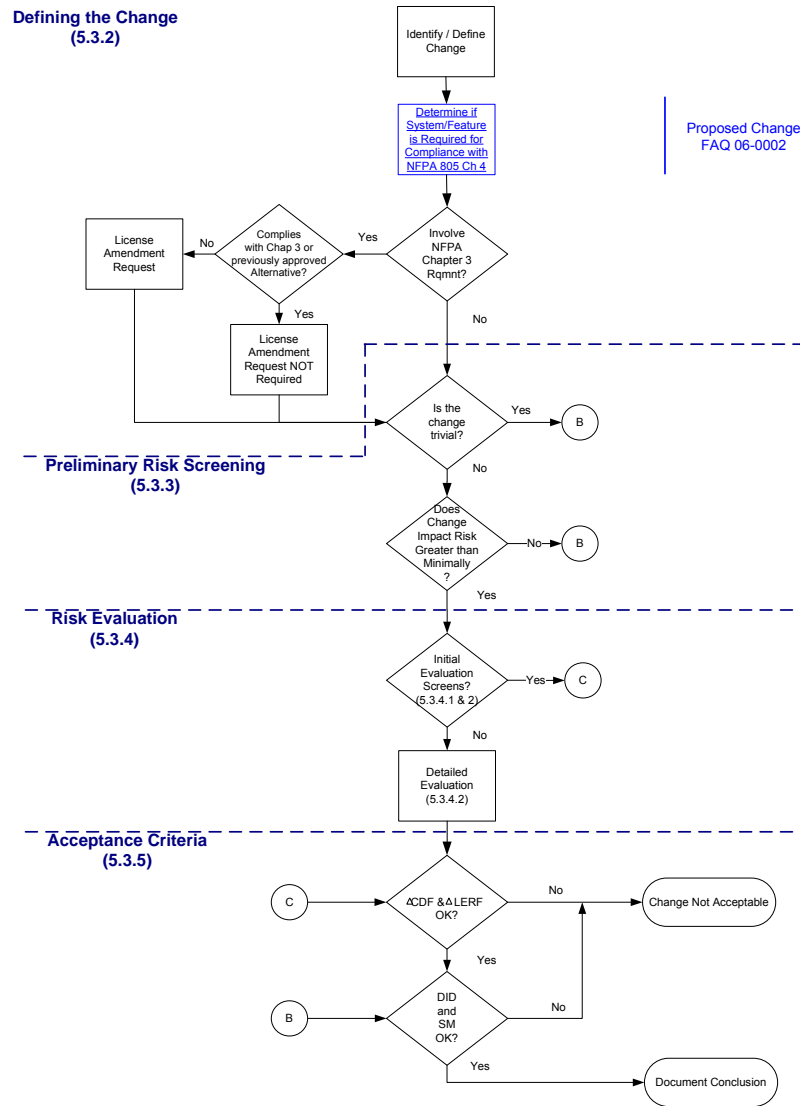 Defining the Change
(5.3.2)
Identify / Define
Change
Determine if
System/Feature
is Required for
Compliance with
NFPA 805 Ch 4
Proposed Change
FAQ 06-0002
Involve
NFPA
Chapter 3
Rqmnt?
Yes
Complies
with Chap 3 or
previously approved
Alternative?
No
License
Amendment
Request
Yes
No
License
Amendment
Request NOT
Required
Is the
change
trivial?
Yes
B
Preliminary Risk Screening
(5.3.3)
No
Does
Change
Impact Risk
Greater than
Minimally
?
No
B
Yes
Risk Evaluation
(5.3.4)
Initial
Evaluation
Screens?
(5.3.4.1 & 2)
Yes
C
No
Detailed
Evaluation
(5.3.4.2)
Acceptance Criteria
(5.3.5)
C
ΔCDF & Δ LERF
OK?
No
Change Not Acceptable
Yes
B
DID
and
SM
OK?
No
Yes
Document Conclusion